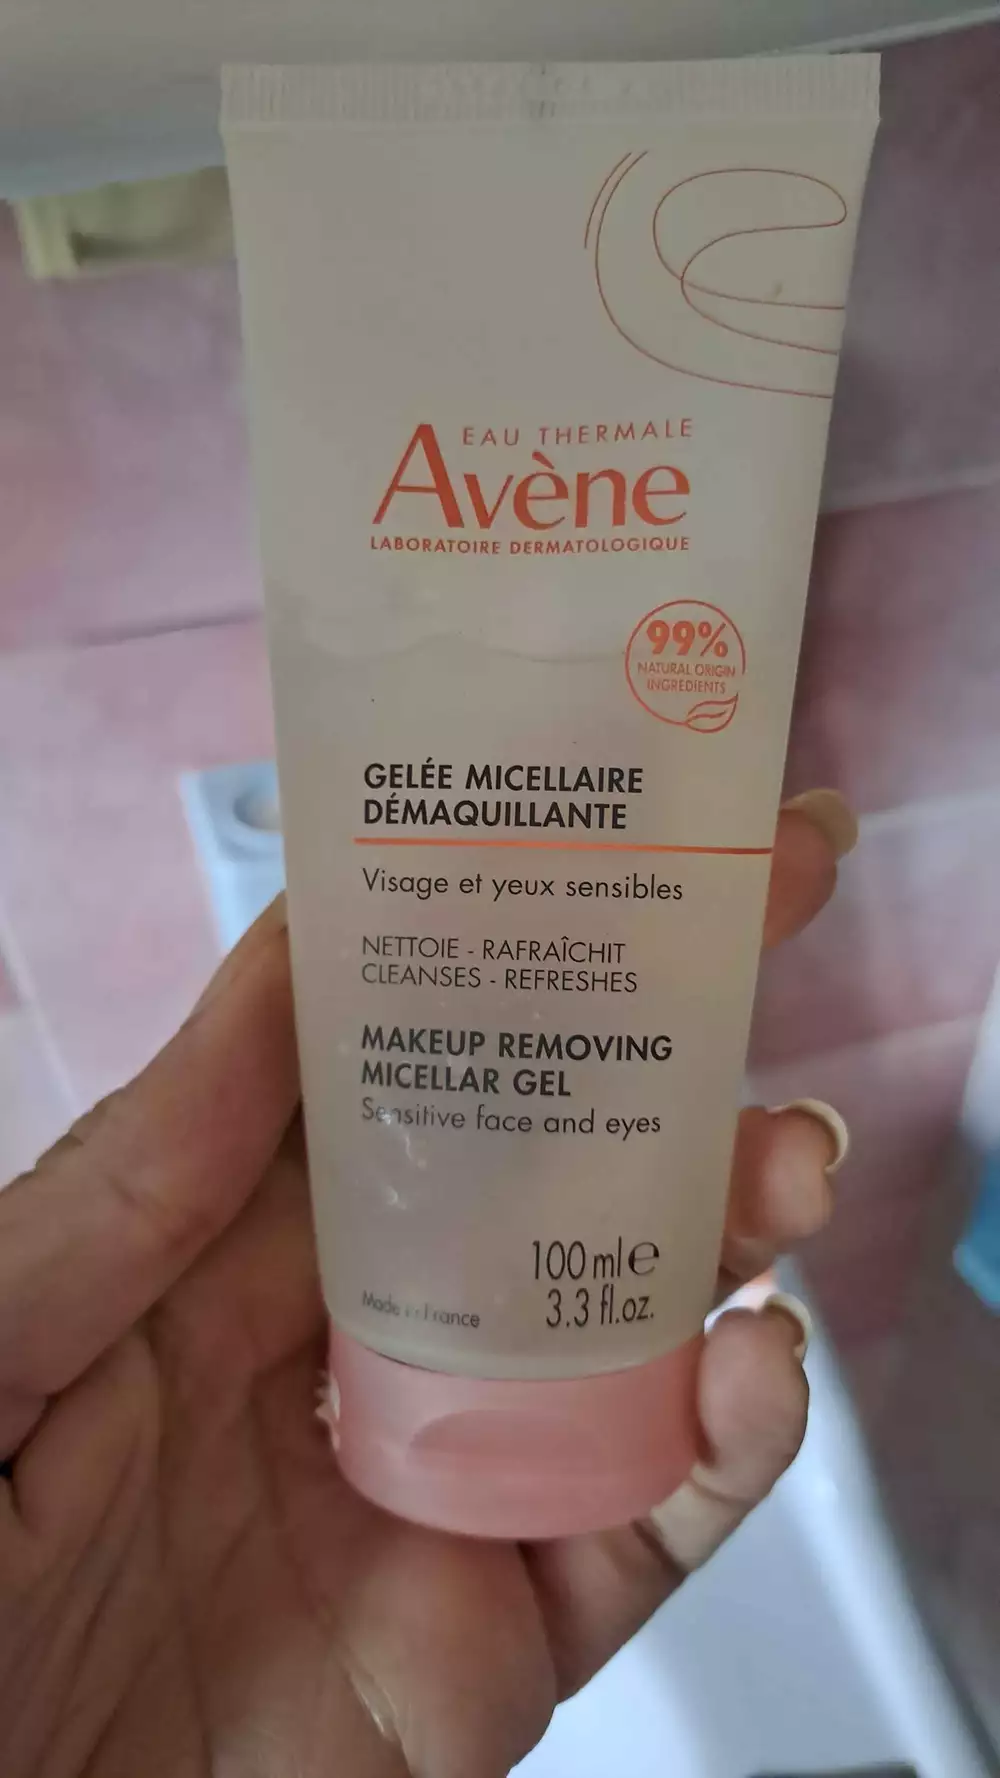 EAU THERMALE
Avène
LABORATOIRE DERMATOLOGIQUE
99%
NATURAL ORIGIN
INGREDIENTS
GELÉE MICELLAIRE
DÉMAQUILLANTE
Visage et yeux sensibles
NETTOIE - RAFRAÎCHIT
CLEANSES - REFRESHES
MAKEUP REMOVING
MICELLAR GEL
Sensitive face and eyes
100 ml e
3.3 fl.oz.
Made in France